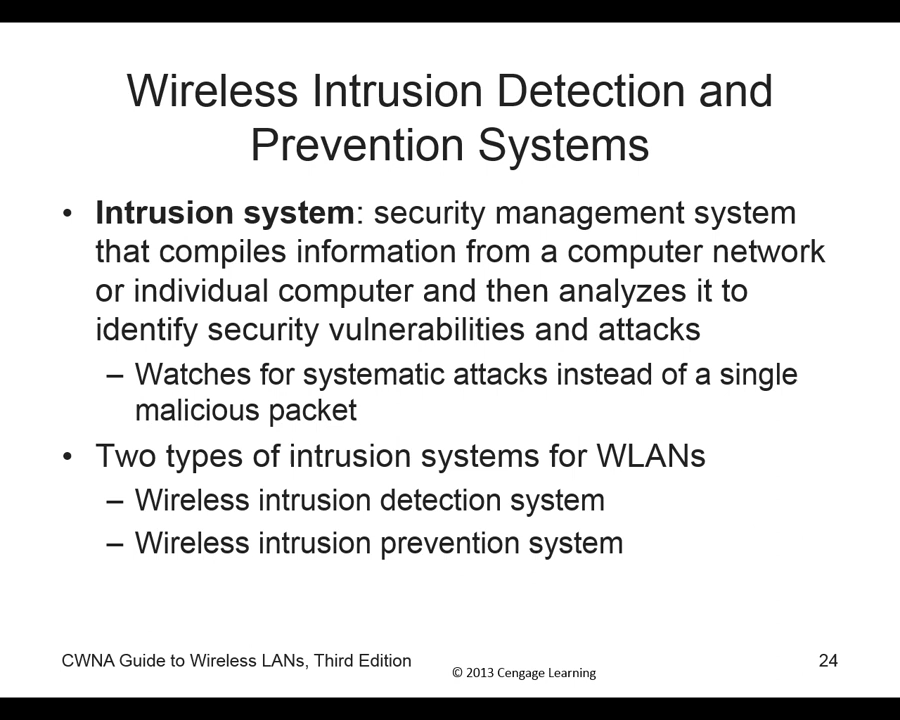 Wireless Intrusion Detection and
Prevention Systems
• Intrusion system: security management system
that compiles information from a computer network
or individual computer and then analyzes it to
identify security vulnerabilities and attacks
– Watches for systematic attacks instead of a single
malicious packet
• Two types of intrusion systems for WLANs
– Wireless intrusion detection system
– Wireless intrusion prevention system
CWNA Guide to Wireless LANs, Third Edition
© 2013 Cengage Learning
24